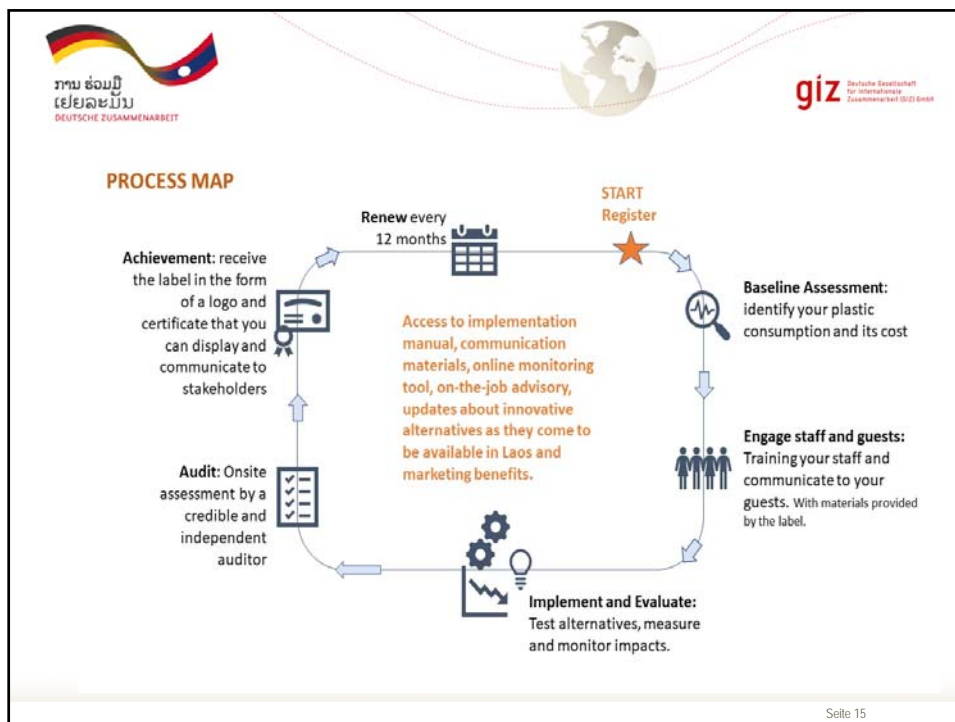 ການ ຮ່ວມມື
ເຢຍລະມັນ
DEUTSCHE ZUSAMMENARBEIT
giz Deutsche Gesellschaft
für Internationale
Zusammenarbeit (GIZ) GmbH
PROCESS MAP
START
Register
Baseline Assessment:
identify your plastic
consumption and its cost
Engage staff and guests:
Training your staff and
communicate to your
guests. With materials provided
by the label.
Implement and Evaluate:
Test alternatives, measure
and monitor impacts.
Audit: Onsite
assessment by a
credible and
independent
auditor
Achievement: receive
the label in the form
of a logo and
certificate that you
can display and
communicate to
stakeholders
Renew every
12 months
Access to implementation
manual, communication
materials, online monitoring
tool, on-the-job advisory,
updates about innovative
alternatives as they come to
be available in Laos and
marketing benefits.
Seite 15